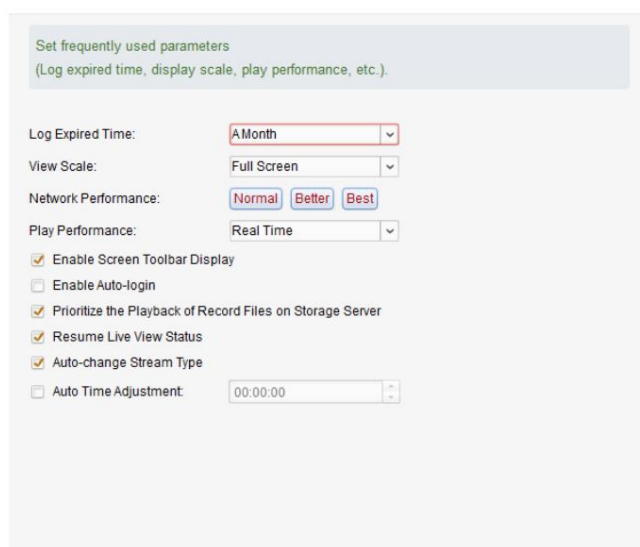 Set frequently used parameters
(Log expired time, display scale, play performance, etc.).
Log Expired Time: A Month
View Scale: Full Screen
Network Performance: Normal Better Best
Play Performance: Real Time
Enable Screen Toolbar Display
Enable Auto-login
Prioritize the Playback of Record Files on Storage Server
Resume Live View Status
Auto-change Stream Type
Auto Time Adjustment: 00:00:00